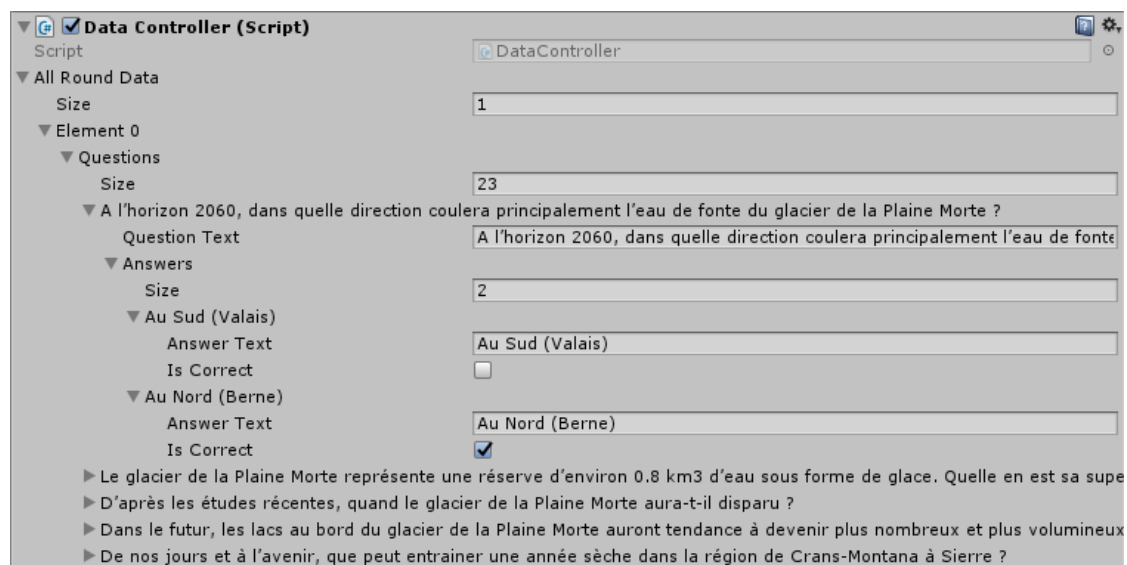 Data Controller (Script)
Script DataController
All Round Data
Size 1
Element 0
Questions
Size 23
A l’horizon 2060, dans quelle direction coulera principalement l’eau de fonte du glacier de la Plaine Morte ?
Question Text A l’horizon 2060, dans quelle direction coulera principalement l’eau de fonte
Answers
Size 2
Au Sud (Valais)
Answer Text Au Sud (Valais)
Is Correct
Au Nord (Berne)
Answer Text Au Nord (Berne)
Is Correct
Le glacier de la Plaine Morte représente une réserve d’environ 0.8 km3 d’eau sous forme de glace. Quelle en est sa supe
D’après les études récentes, quand le glacier de la Plaine Morte aura-t-il disparu ?
Dans le futur, les lacs au bord du glacier de la Plaine Morte auront tendance à devenir plus nombreux et plus volumineux
De nos jours et à l’avenir, que peut entrainer une année sèche dans la région de Crans-Montana à Sierre ?